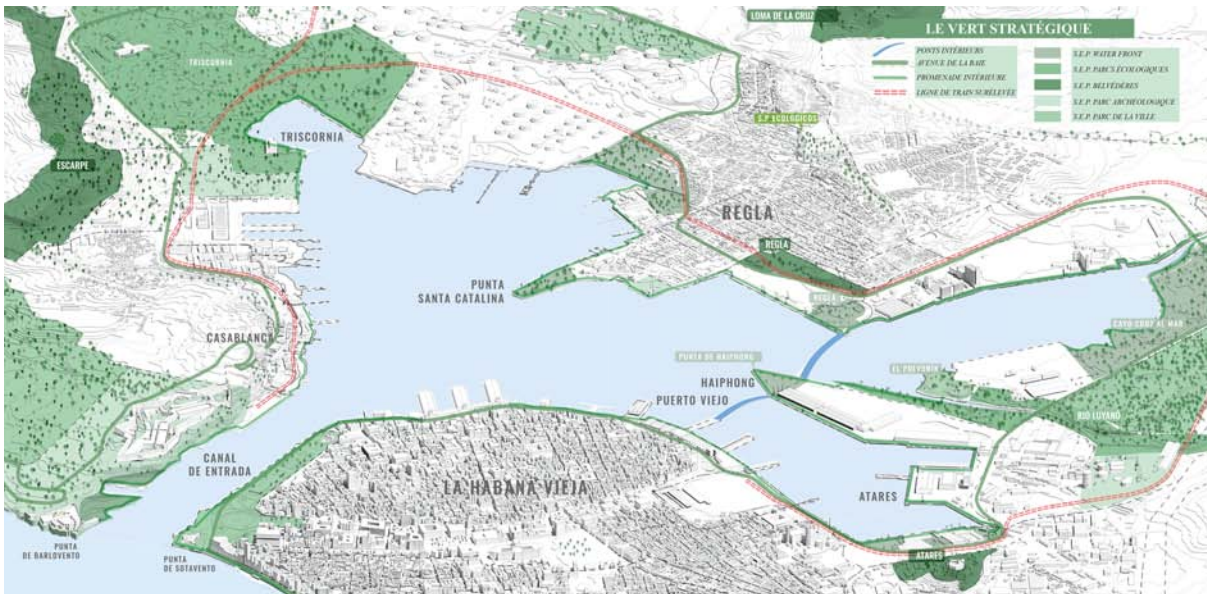 LOMA DE LA CRUZ
LE VERT STRATÉGIQUE
PONTS INTÉRIEURS
AVENUE DE LA BAIE
PROMENADE INTÉRIEURE
LIGNE DE TRAIN SURÉLEVÉE
S.E.P. WATER FRONT
S.E.P. PARCS ÉCOLOGIQUES
S.E.P. BELVÉDÈRES
S.E.P. PARC ARCHÉOLOGIQUE
S.E.P. PARC DE LA VILLE
TRISCORNIA
TRISCORNIA
S.P ECOLOGICOS
ESCARPE
REGLA
REGLA
PUNTA
SANTA CATALINA
REGLA
CASABLANCA
CAYO CRUZ AL MAR
PUNTA DE HAIPHONG
EL POLVORIN
HAIPHONG
PUERTO VIEJO
RIO LUYANÓ
CANAL
DE ENTRADA
LA HABANA VIEJA
ATARES
PUNTA
DE BARLOVENTO
PUNTA
DE SOTAVENTO
ATARES